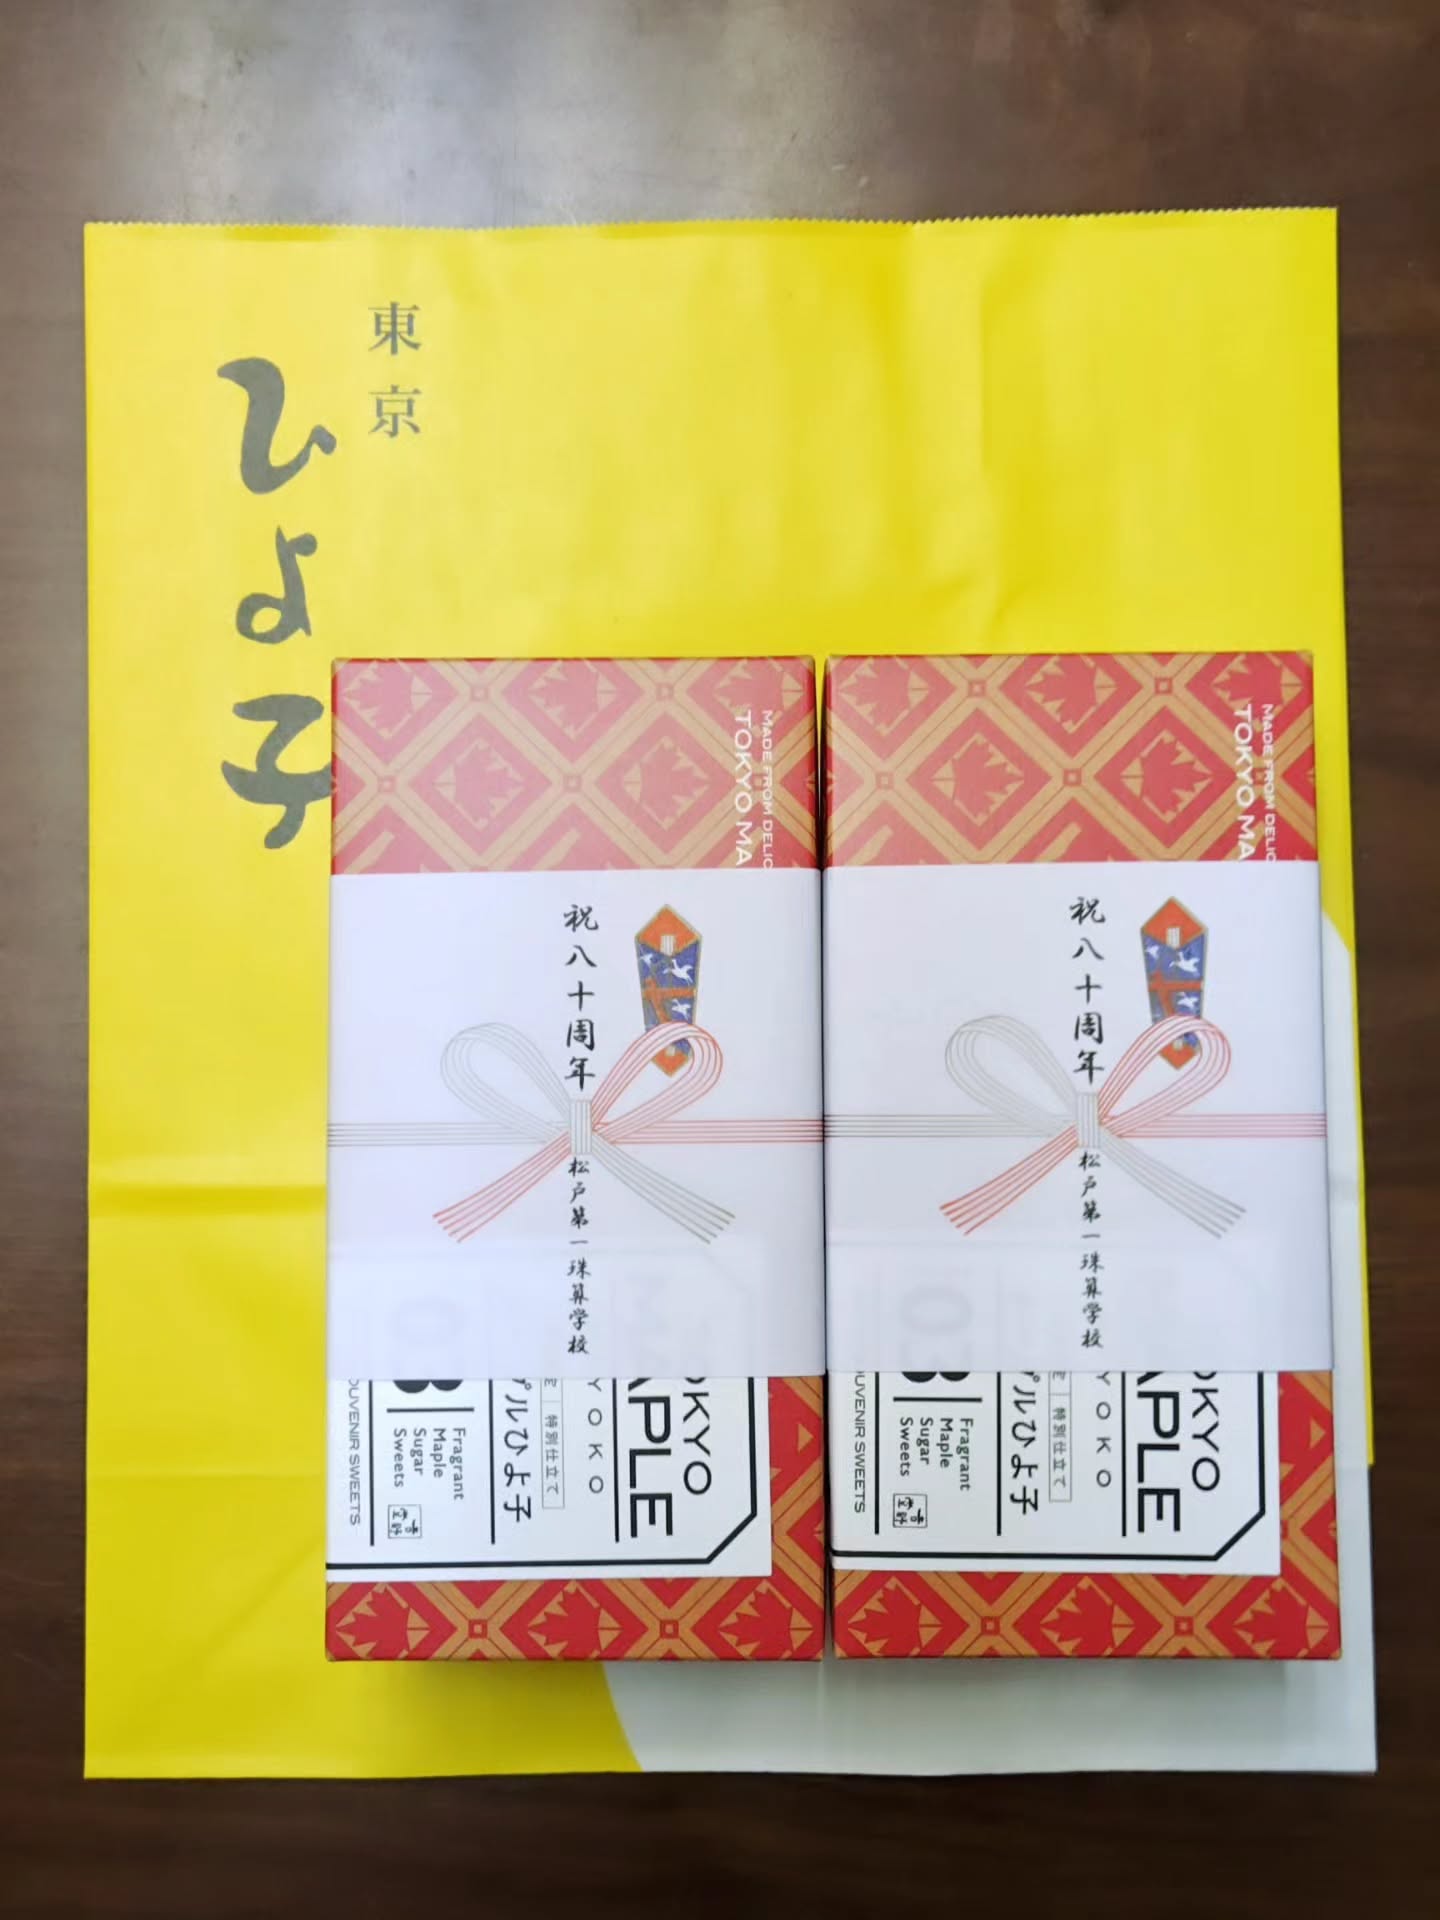 東京
ひよ子
MADE FROM DELIC
TOKYO MA
祝八十周年
松戸第一珠算学校
OKYO
APLE
YOKO
特別仕立て
プルひよ子
Fragrant
Maple
Sugar
Sweets
OUVENIR SWEETS
MADE FROM DELIC
TOKYO MA
祝八十周年
松戸第一珠算学校
OKYO
APLE
YOKO
特別仕立て
プルひよ子
03
Fragrant
Maple
Sugar
Sweets
OUVENIR SWEETS